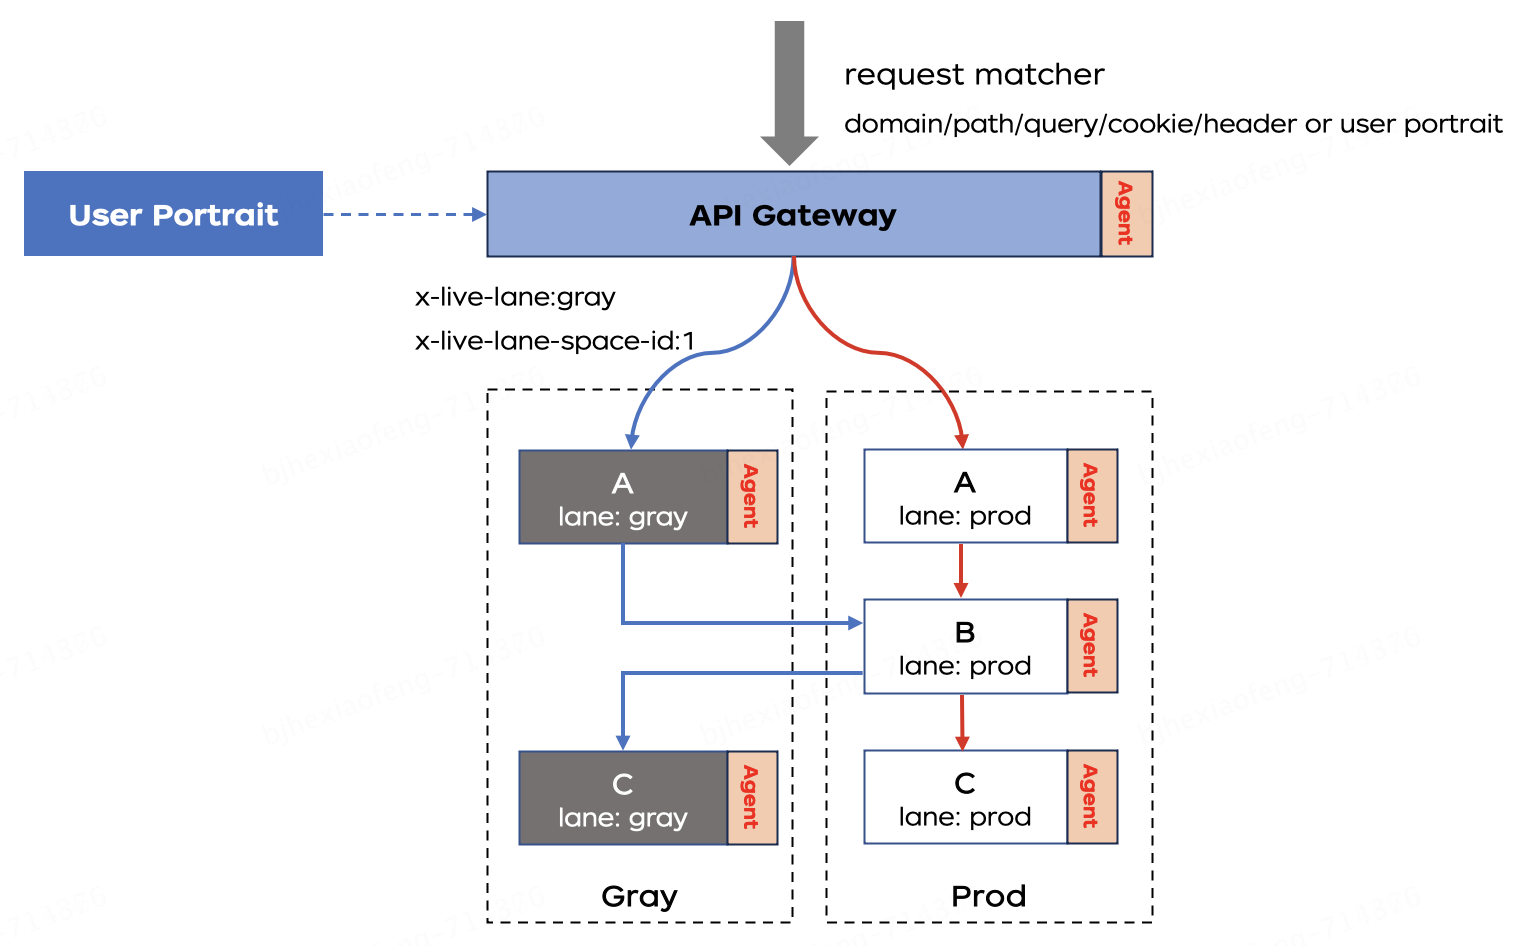 request matcher
domain/path/query/cookie/header or user portrait
User Portrait
API Gateway
Agent
x-live-lane:gray
x-live-lane-space-id:1
A
lane: gray
Agent
A
lane: prod
Agent
B
lane: prod
Agent
C
lane: gray
Agent
C
lane: prod
Agent
Gray
Prod